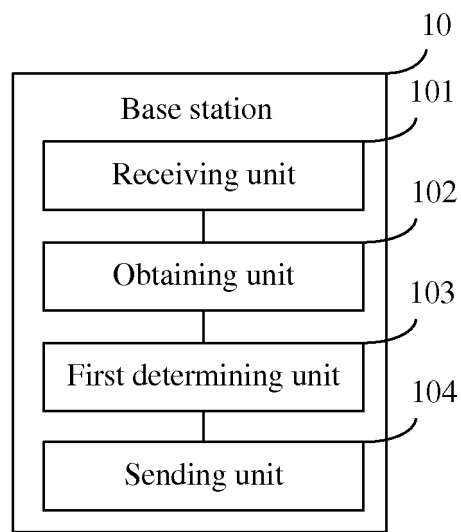 10
Base station
101
Receiving unit
102
Obtaining unit
103
First determining unit
104
Sending unit